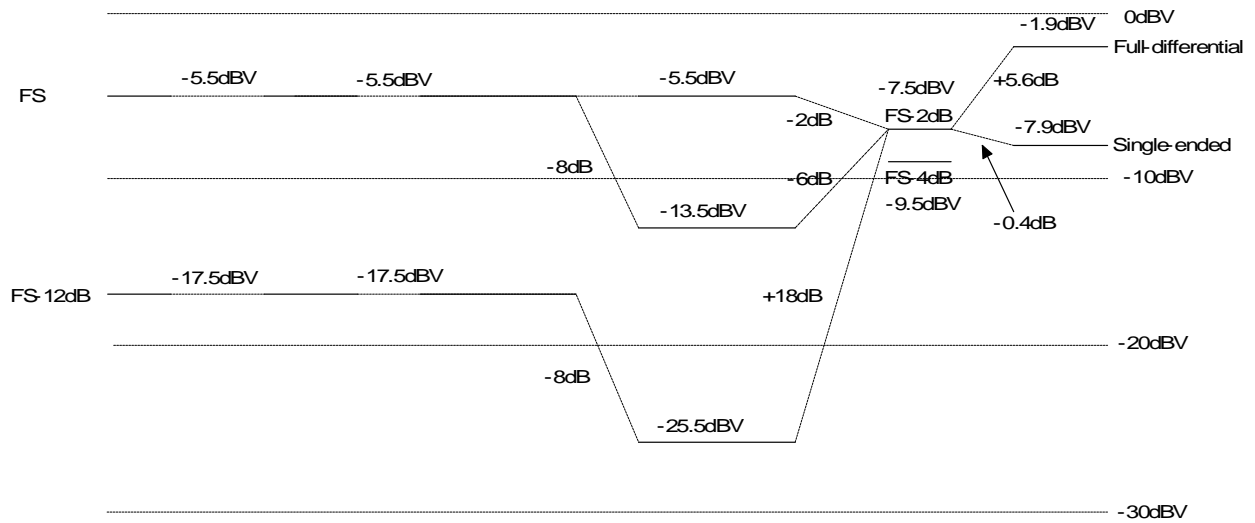 -1.9dBV
0dBV
Full-differential
-5.5dBV
-5.5dBV
-5.5dBV
-7.5dBV
+5.6dB
FS
FS-2dB
-2dB
-7.9dBV
Single-ended
-8dB
-6dB
FS-4dB
-10dBV
-13.5dBV
-9.5dBV
-0.4dB
-17.5dBV
-17.5dBV
FS-12dB
+18dB
-20dBV
-8dB
-25.5dBV
-30dBV